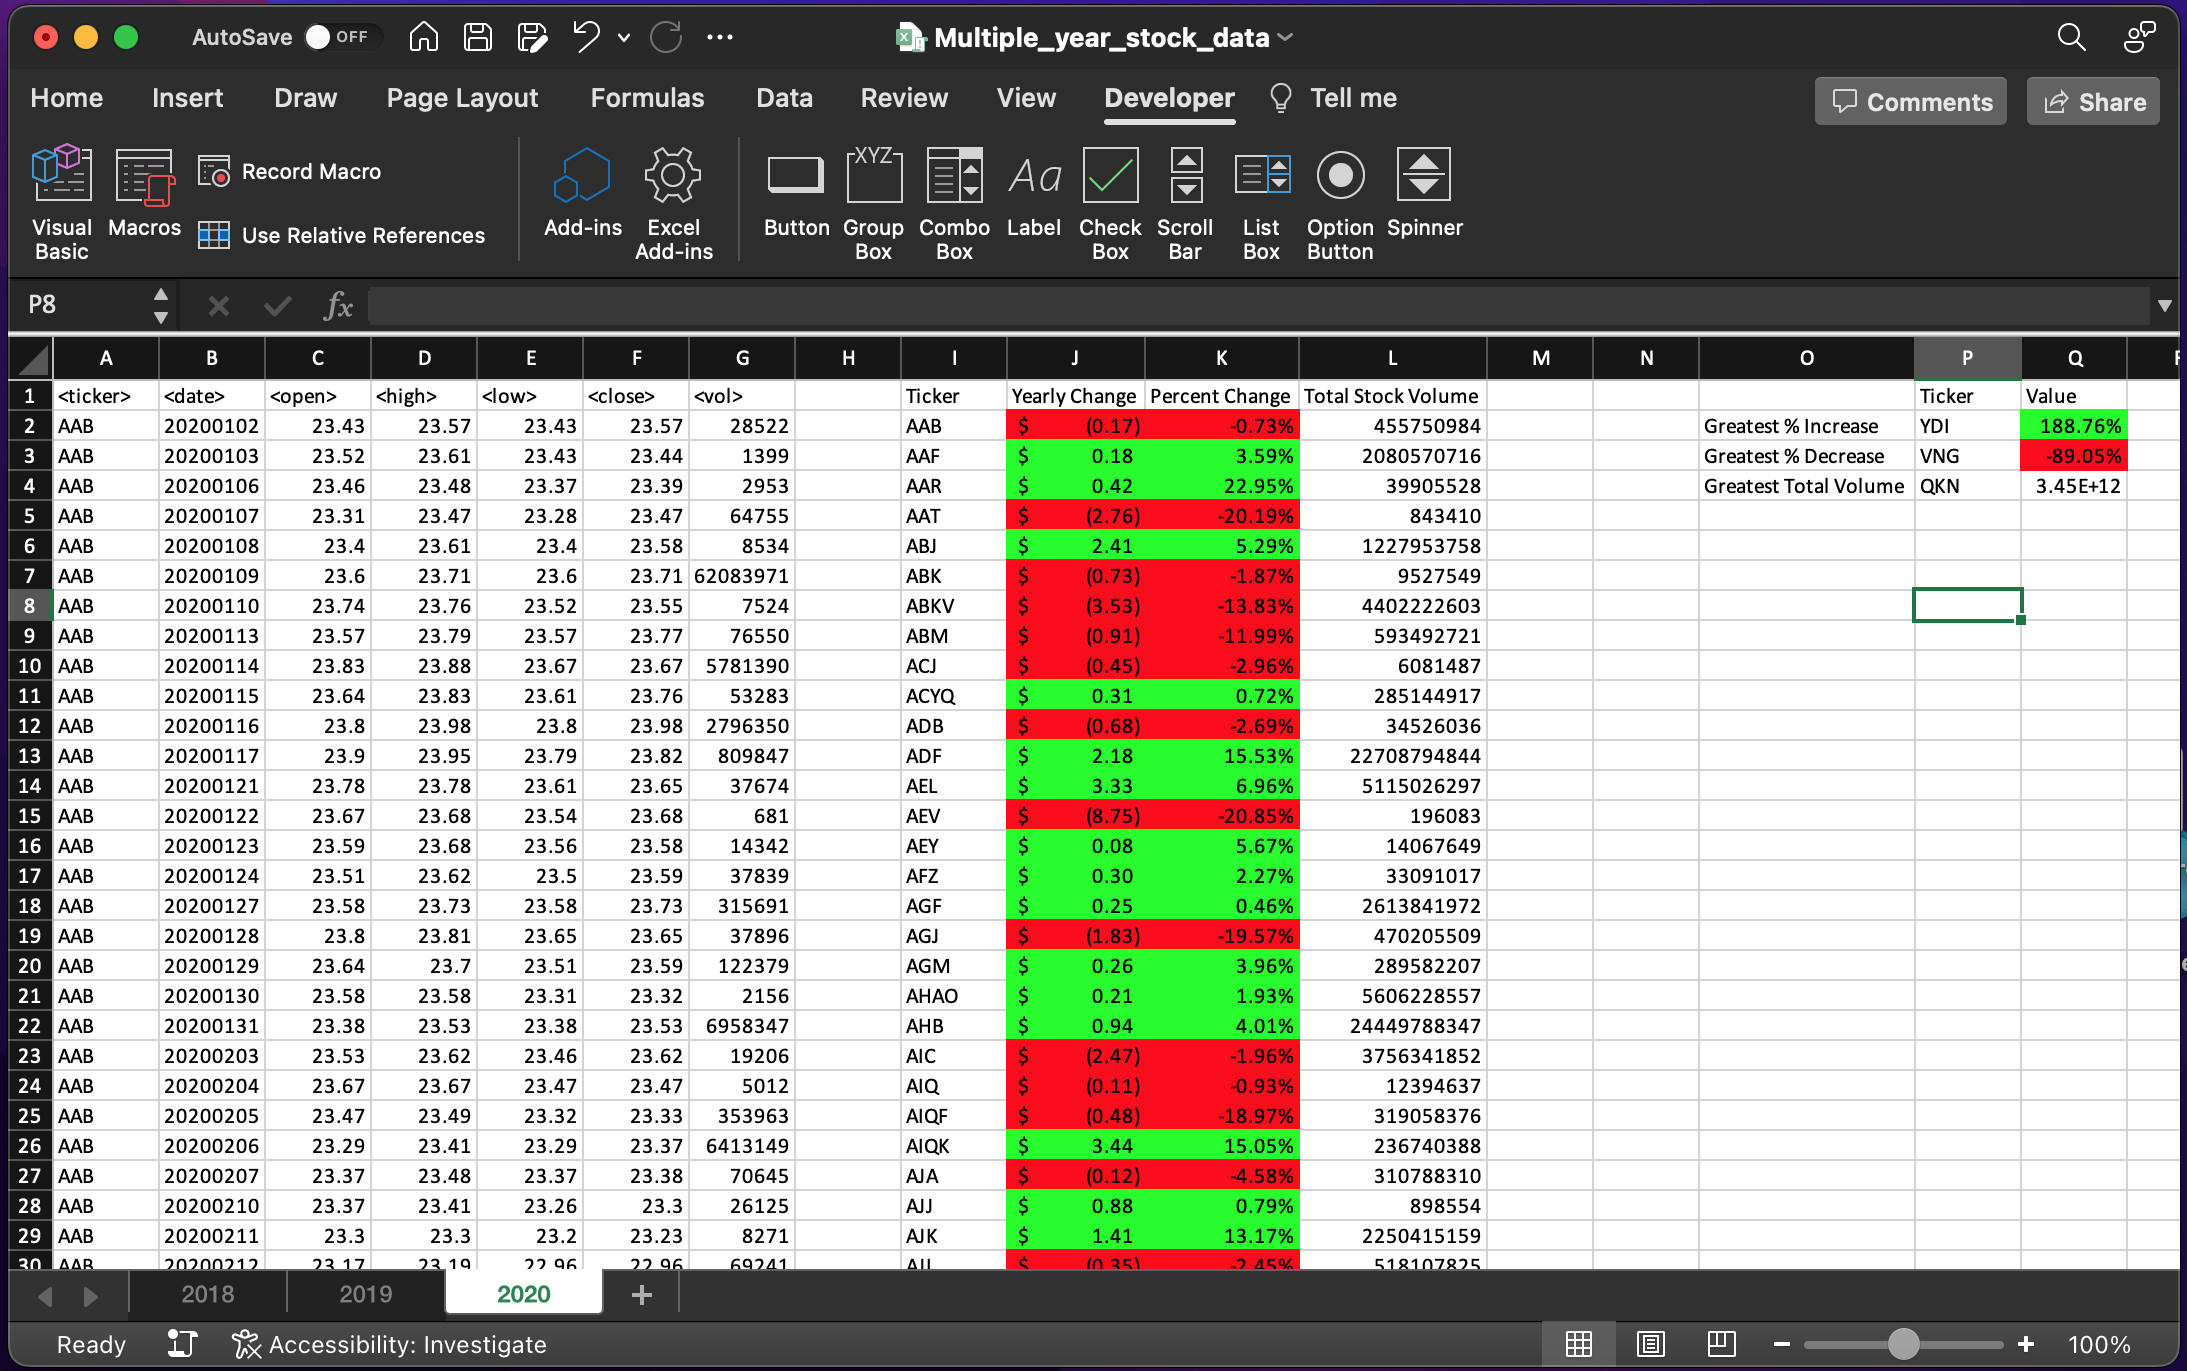 AutoSave OFF Multiple_year_stock_data
Home Insert Draw Page Layout Formulas Data Review View Developer Tell me Comments Share
Visual Basic Macros Record Macro Use Relative References Add-ins Excel Add-ins Button XYZ Group Box Combo Box Aa Label Check Box Scroll Bar List Box Option Button Spinner
P8 fx
A B C D E F G H I J K L M N O P Q
1 <ticker> <date> <open> <high> <low> <close> <vol> Ticker Yearly Change Percent Change Total Stock Volume Ticker Value
2 AAB 20200102 23.43 23.57 23.43 23.57 28522 AAB $ (0.17) -0.73% 455750984 Greatest % Increase YDI 188.76%
3 AAB 20200103 23.52 23.61 23.43 23.44 1399 AAF $ 0.18 3.59% 2080570716 Greatest % Decrease VNG -89.05%
4 AAB 20200106 23.46 23.48 23.37 23.39 2953 AAR $ 0.42 22.95% 39905528 Greatest Total Volume QKN 3.45E+12
5 AAB 20200107 23.31 23.47 23.28 23.47 64755 AAT $ (2.76) -20.19% 843410
6 AAB 20200108 23.4 23.61 23.4 23.58 8534 ABJ $ 2.41 5.29% 1227953758
7 AAB 20200109 23.6 23.71 23.6 23.71 62083971 ABK $ (0.73) -1.87% 9527549
8 AAB 20200110 23.74 23.76 23.52 23.55 7524 ABKV $ (3.53) -13.83% 4402222603
9 AAB 20200113 23.57 23.79 23.57 23.77 76550 ABM $ (0.91) -11.99% 593492721
10 AAB 20200114 23.83 23.88 23.67 23.67 5781390 ACJ $ (0.45) -2.96% 6081487
11 AAB 20200115 23.64 23.83 23.61 23.76 53283 ACYQ $ 0.31 0.72% 285144917
12 AAB 20200116 23.8 23.98 23.8 23.98 2796350 ADB $ (0.68) -2.69% 34526036
13 AAB 20200117 23.9 23.95 23.79 23.82 809847 ADF $ 2.18 15.53% 22708794844
14 AAB 20200121 23.78 23.78 23.61 23.65 37674 AEL $ 3.33 6.96% 5115026297
15 AAB 20200122 23.67 23.68 23.54 23.68 681 AEV $ (8.75) -20.85% 196083
16 AAB 20200123 23.59 23.68 23.56 23.58 14342 AEY $ 0.08 5.67% 14067649
17 AAB 20200124 23.51 23.62 23.5 23.59 37839 AFZ $ 0.30 2.27% 33091017
18 AAB 20200127 23.58 23.73 23.58 23.73 315691 AGF $ 0.25 0.46% 2613841972
19 AAB 20200128 23.8 23.81 23.65 23.65 37896 AGJ $ (1.83) -19.57% 470205509
20 AAB 20200129 23.64 23.7 23.51 23.59 122379 AGM $ 0.26 3.96% 289582207
21 AAB 20200130 23.58 23.58 23.31 23.32 2156 AHAO $ 0.21 1.93% 5606228557
22 AAB 20200131 23.38 23.53 23.38 23.53 6958347 AHB $ 0.94 4.01% 24449788347
23 AAB 20200203 23.53 23.62 23.46 23.62 19206 AIC $ (2.47) -1.96% 3756341852
24 AAB 20200204 23.67 23.67 23.47 23.47 5012 AIQ $ (0.11) -0.93% 12394637
25 AAB 20200205 23.47 23.49 23.32 23.33 353963 AIQF $ (0.48) -18.97% 319058376
26 AAB 20200206 23.29 23.41 23.29 23.37 6413149 AIQK $ 3.44 15.05% 236740388
27 AAB 20200207 23.37 23.48 23.37 23.38 70645 AJA $ (0.12) -4.58% 310788310
28 AAB 20200210 23.37 23.41 23.26 23.3 26125 AJJ $ 0.88 0.79% 898554
29 AAB 20200211 23.3 23.3 23.2 23.23 8271 AJK $ 1.41 13.17% 2250415159
30 AAB 20200212 23.17 23.19 22.96 22.96 69241 $ (0.35) -2.45% 518107825
2018 2019 2020
Ready Accessibility: Investigate 100%